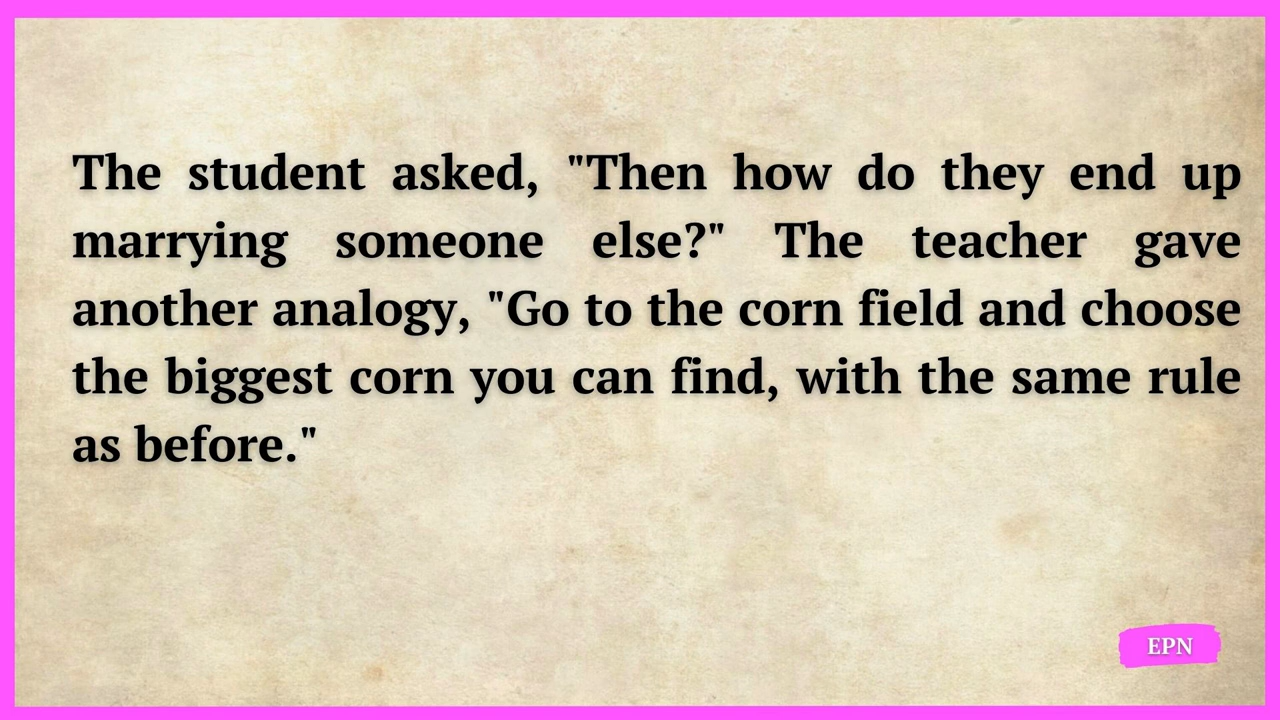 The student asked, "Then how do they end up
marrying someone else?" The teacher gave
another analogy, "Go to the corn field and choose
the biggest corn you can find, with the same rule
as before."
EPN